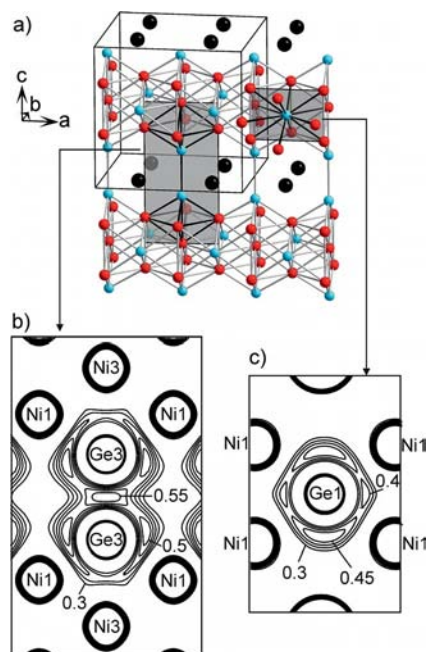 a)
c
b
a
b)
c)
Ni3
Ni1 Ni1
Ge3
0.55
Ge3
0.5
Ni1 Ni1
0.3 Ni3
Ni1 Ni1
Ge1 0.4
Ni1 Ni1
0.3 0.45